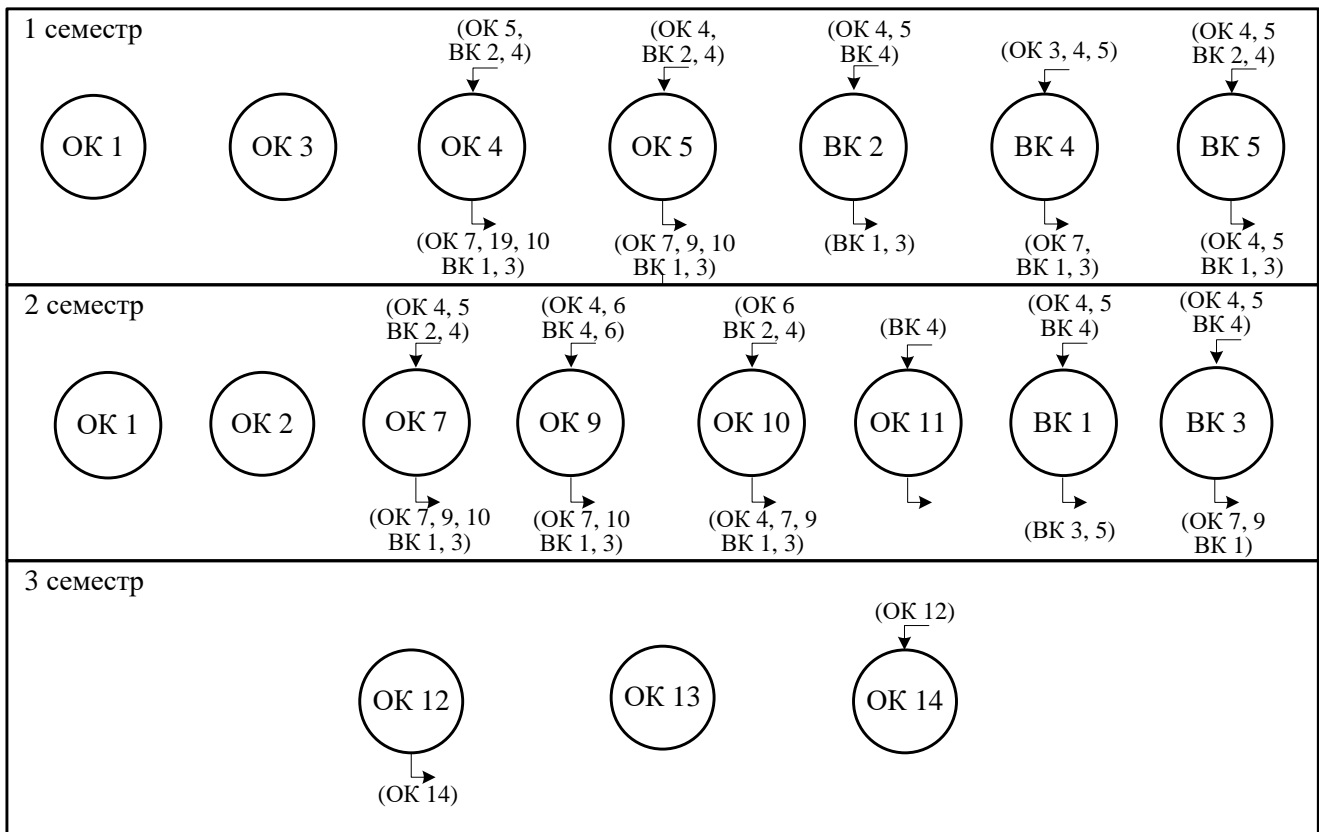 1 семестр
(ОК 5,
ВК 2, 4)
(ОК 4,
ВК 2, 4)
(ОК 4, 5
ВК 4)
(ОК 3, 4, 5)
(ОК 4, 5
ВК 2, 4)
ОК 1
ОК 3
ОК 4
ОК 5
ВК 2
ВК 4
ВК 5
(ОК 7, 19, 10
ВК 1, 3)
(ОК 7, 9, 10
ВК 1, 3)
(ВК 1, 3)
(ОК 7,
ВК 1, 3)
(ОК 4, 5
ВК 1, 3)
2 семестр
(ОК 4, 5
ВК 2, 4)
(ОК 4, 6
ВК 4, 6)
(ОК 6
ВК 2, 4)
(ВК 4)
(ОК 4, 5
ВК 4)
(ОК 4, 5
ВК 4)
ОК 1
ОК 2
ОК 7
ОК 9
ОК 10
ОК 11
ВК 1
ВК 3
(ОК 7, 9, 10
ВК 1, 3)
(ОК 7, 10
ВК 1, 3)
(ОК 4, 7, 9
ВК 1, 3)
(ВК 3, 5)
(ОК 7, 9
ВК 1)
3 семестр
(ОК 12)
ОК 12
ОК 13
ОК 14
(ОК 14)